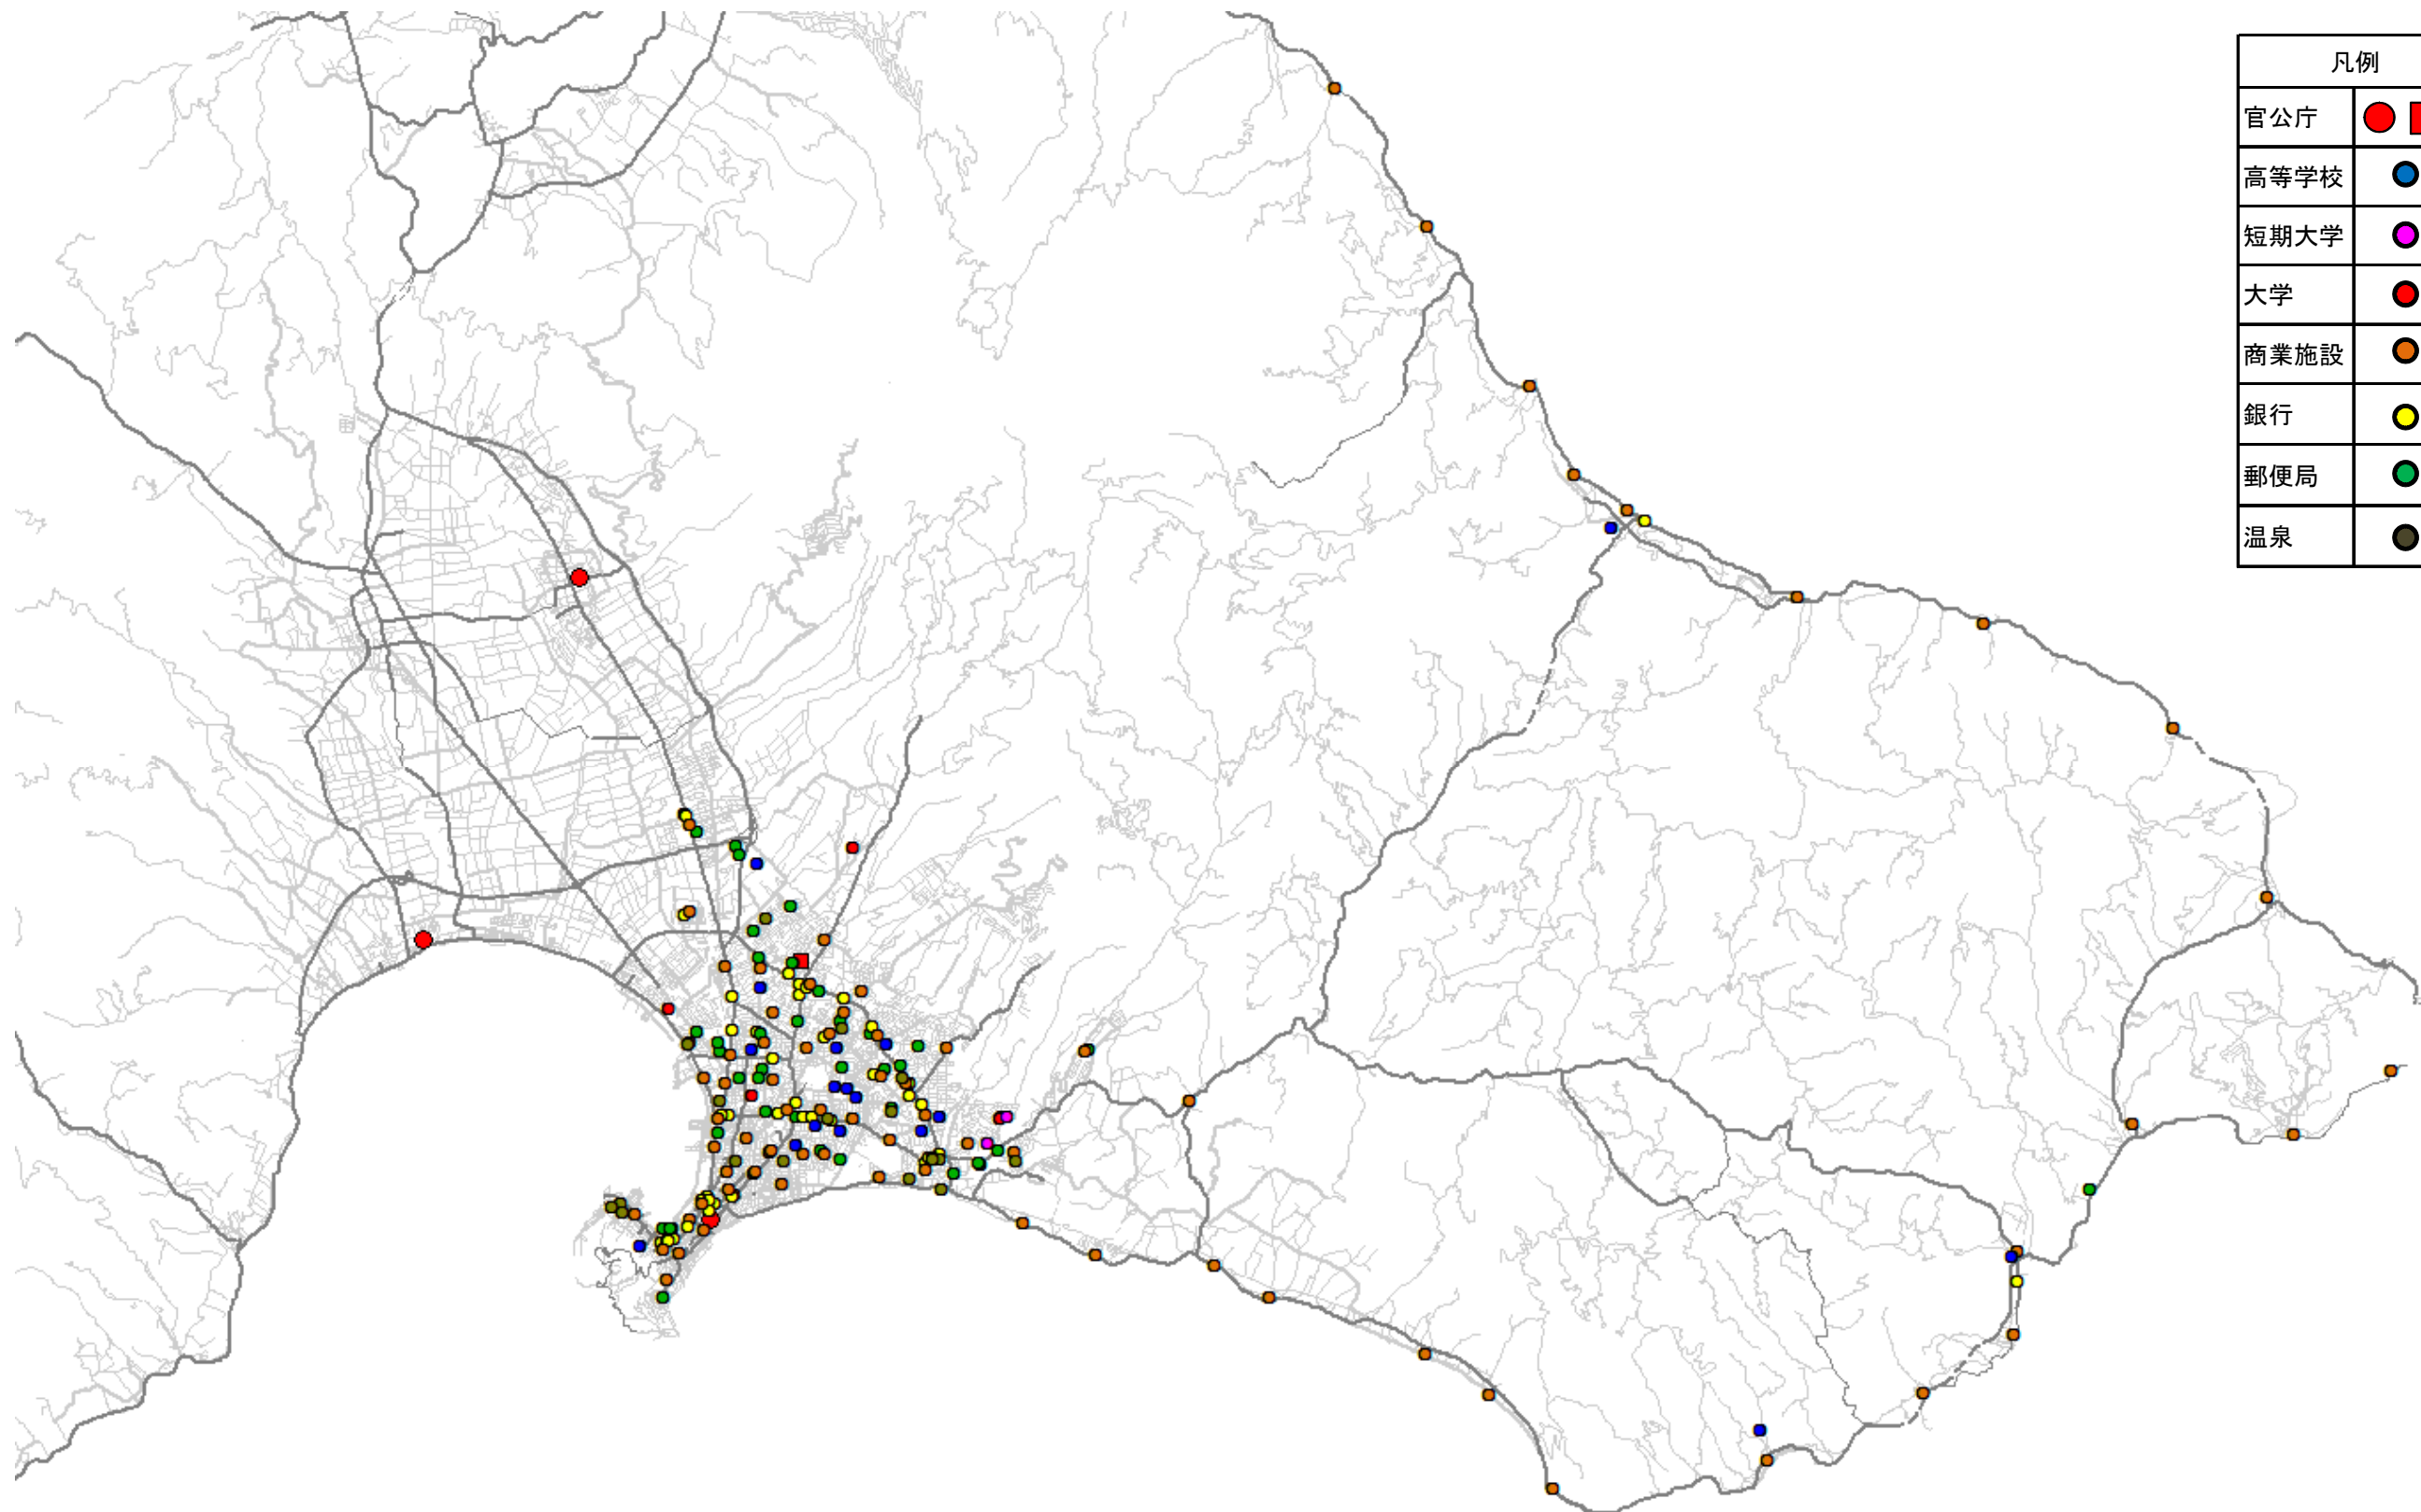 凡例
官公庁
高等学校
短期大学
大学
商業施設
銀行
郵便局
温泉